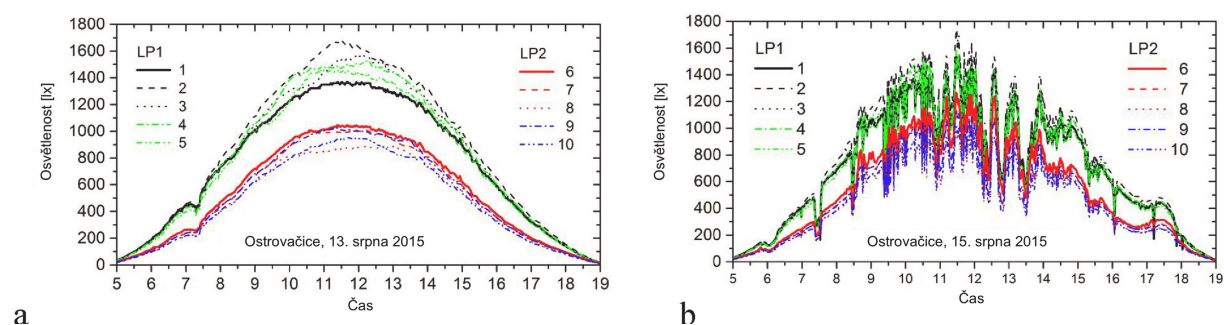 1800
1600
1400
1200
1000
800
600
400
200
0
Osvětlenost [lx]
LP1
1
2
3
4
5
LP2
6
7
8
9
10
Ostrovačice, 13. srpna 2015
5 6 7 8 9 10 11 12 13 14 15 16 17 18 19
Čas
a
1800
1600
1400
1200
1000
800
600
400
200
0
Osvětlenost [lx]
LP1
1
2
3
4
5
LP2
6
7
8
9
10
Ostrovačice, 15. srpna 2015
5 6 7 8 9 10 11 12 13 14 15 16 17 18 19
Čas
b